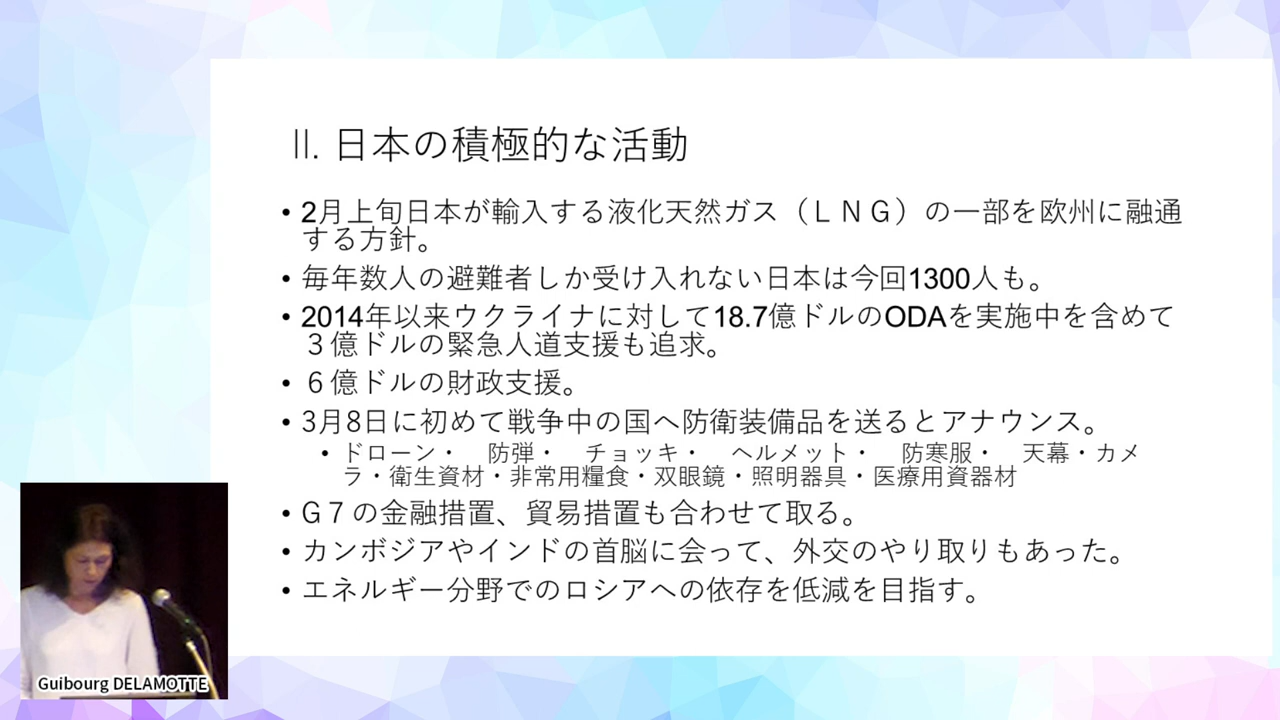 II. 日本の積極的な活動
• 2月上旬日本が輸入する液化天然ガス（ＬＮＧ）の一部を欧州に融通
する方針。
• 毎年数人の避難者しか受け入れない日本は今回1300人も。
• 2014年以来ウクライナに対して18.7億ドルのODAを実施中を含めて
３億ドルの緊急人道支援も追求。
• ６億ドルの財政支援。
• 3月8日に初めて戦争中の国へ防衛装備品を送るとアナウンス。
• ドローン・　防弾・　チョッキ・　ヘルメット・　防寒服・　天幕・カメ
ラ・衛生資材・非常用糧食・双眼鏡・照明器具・医療用資器材
• G７の金融措置、貿易措置も合わせて取る。
• カンボジアやインドの首脳に会って、外交のやり取りもあった。
• エネルギー分野でのロシアへの依存を低減を目指す。
Guibourg DELAMOTTE